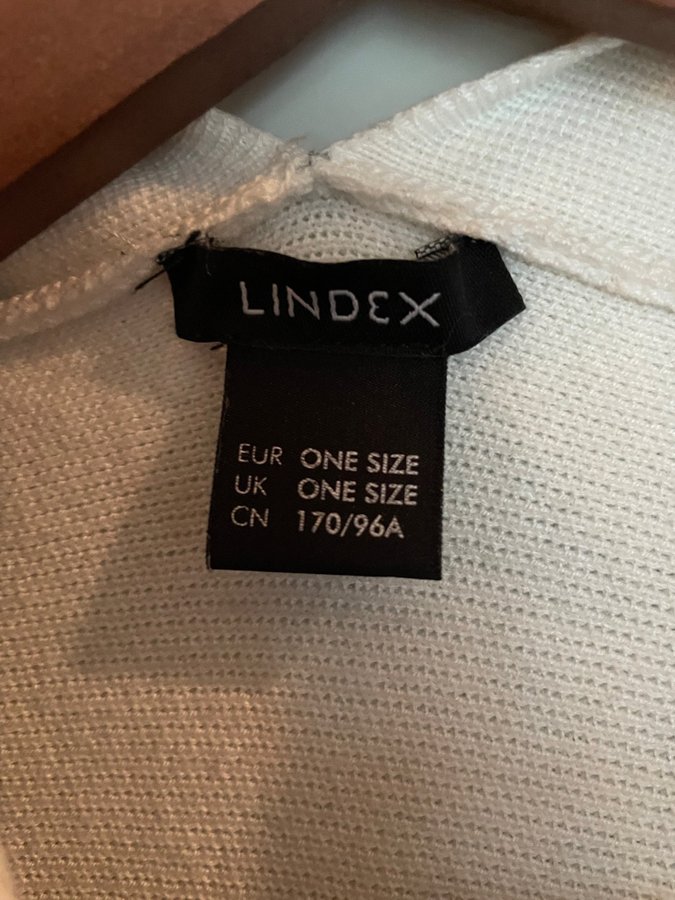 LINDEX
EUR ONE SIZE
UK ONE SIZE
CN 170/96A